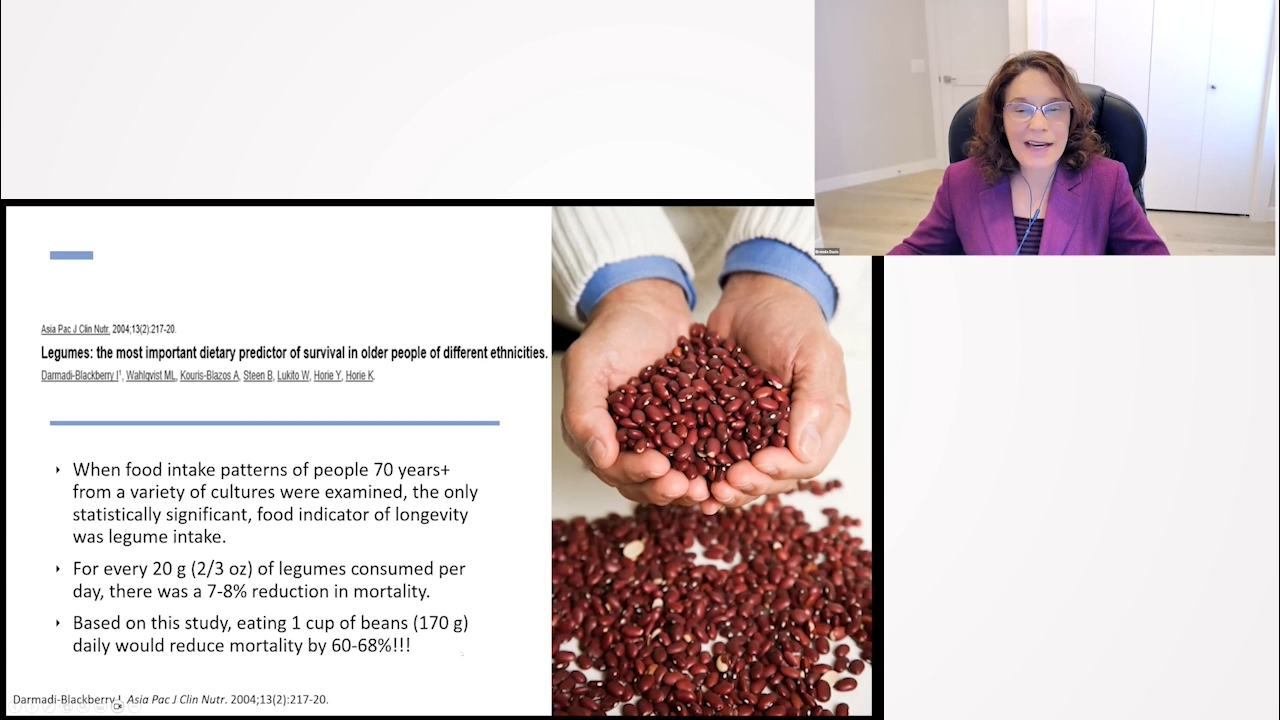 Brenda Davis
Asia Pac J Clin Nutr. 2004;13(2):217-20.
Legumes: the most important dietary predictor of survival in older people of different ethnicities.
Darmadi-Blackberry I¹, Wahlqvist ML, Kouris-Blazos A, Steen B, Lukito W, Horie Y, Horie K.
‣ When food intake patterns of people 70 years+
from a variety of cultures were examined, the only
statistically significant, food indicator of longevity
was legume intake.
‣ For every 20 g (2/3 oz) of legumes consumed per
day, there was a 7-8% reduction in mortality.
‣ Based on this study, eating 1 cup of beans (170 g)
daily would reduce mortality by 60-68%!!!
Darmadi-Blackberry I, Asia Pac J Clin Nutr. 2004;13(2):217-20.